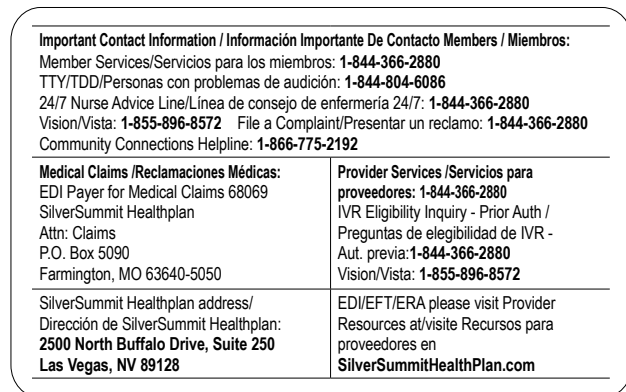 Important Contact Information / Información Importante De Contacto Members / Miembros:
Member Services/Servicios para los miembros: 1-844-366-2880
TTY/TDD/Personas con problemas de audición: 1-844-804-6086
24/7 Nurse Advice Line/Línea de consejo de enfermería 24/7: 1-844-366-2880
Vision/Vista: 1-855-896-8572 File a Complaint/Presentar un reclamo: 1-844-366-2880
Community Connections Helpline: 1-866-775-2192
Medical Claims /Reclamaciones Médicas:
EDI Payer for Medical Claims 68069
SilverSummit Healthplan
Attn: Claims
P.O. Box 5090
Farmington, MO 63640-5050
Provider Services /Servicios para
proveedores: 1-844-366-2880
IVR Eligibility Inquiry - Prior Auth /
Preguntas de elegibilidad de IVR -
Aut. previa:1-844-366-2880
Vision/Vista: 1-855-896-8572
SilverSummit Healthplan address/
Dirección de SilverSummit Healthplan:
2500 North Buffalo Drive, Suite 250
Las Vegas, NV 89128
EDI/EFT/ERA please visit Provider
Resources at/visite Recursos para
proveedores en
SilverSummitHealthPlan.com